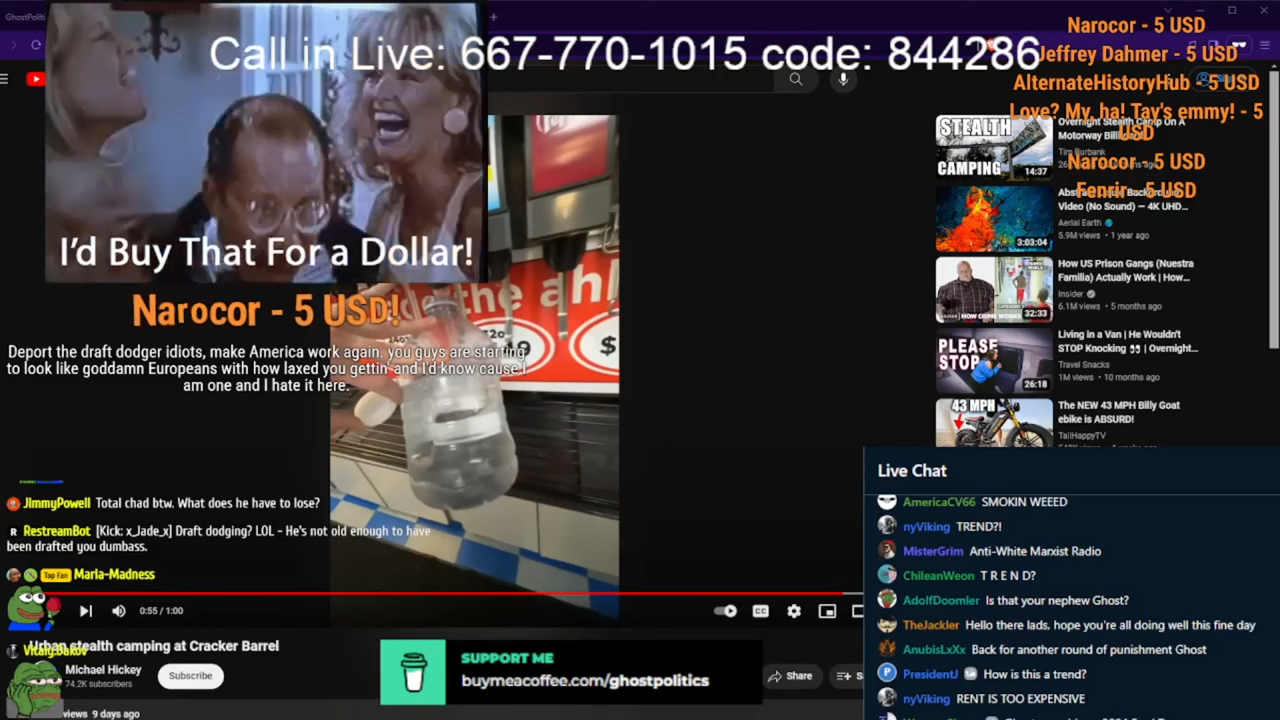 GhostPoliti
Call in Live: 667-770-1015 code: 844286
Narocor - 5 USD
Jeffrey Dahmer - 5 USD
AlternateHistoryHub - 5 USD
Love? My, ha! Tay's emmy! - 5
USD
Narocor - 5 USD
Fenrir - 5 USD
I'd Buy That For a Dollar!
Narocor - 5 USD!
Deport the draft dodger idiots, make America work again. you guys are starting
to look like goddamn Europeans with how laxed you gettin' and I'd know cause I
am one and I hate it here.
the ahh
$
STEALTH
CAMPING
14:37
Overnight Stealth Camp On A
Motorway Billb
Tim Burbank
3:03:04
Video (No Sound) — 4K UHD...
Aerial Earth
5.9M views • 1 year ago
32:33
How US Prison Gangs (Nuestra
Familia) Actually Work | How...
Insider
6.1M views • 5 months ago
PLEASE
STOP
26:18
Living in a Van | He Wouldn't
STOP Knocking 👀 | Overnight...
Travel Snacks
1M views • 10 months ago
43 MPH
The NEW 43 MPH Billy Goat
ebike is ABSURD!
TailHappyTV
JimmyPowell Total chad btw. What does he have to lose?
R RestreamBot [Kick: x_Jade_x] Draft dodging? LOL - He's not old enough to have
been drafted you dumbass.
Top Fan Marla-Madness
0:55 / 1:00
Urban stealth camping at Cracker Barrel
Michael Hickey
74.2K subscribers
Subscribe
SUPPORT ME
buymeacoffee.com/ghostpolitics
Share
views 9 days ago
Live Chat
AmericaCV66 SMOKIN WEEED
nyViking TREND?!
MisterGrim Anti-White Marxist Radio
ChileanWeon T R E N D?
AdolfDoomler Is that your nephew Ghost?
TheJackler Hello there lads, hope you're all doing well this fine day
AnubisLxXx Back for another round of punishment Ghost
P PresidentJ How is this a trend?
nyViking RENT IS TOO EXPENSIVE